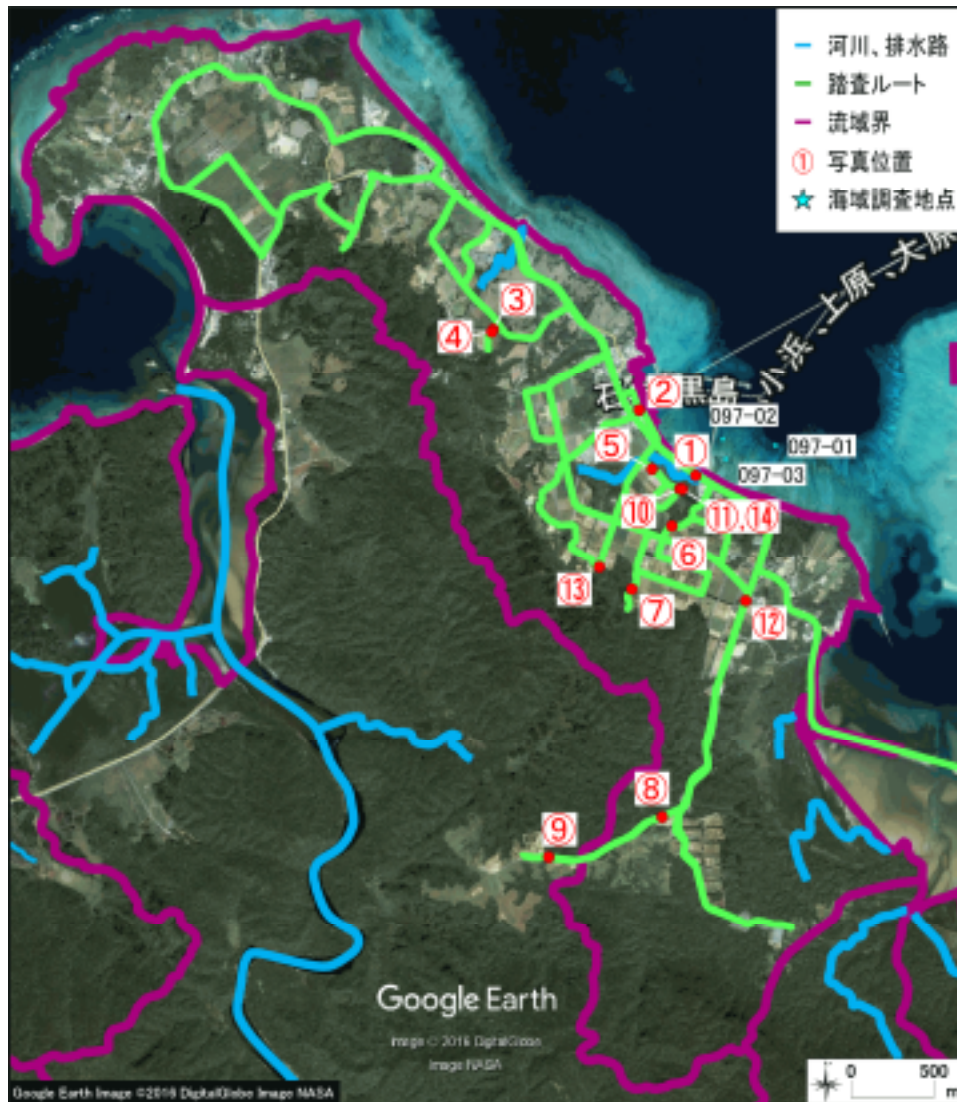 河川、排水路
踏査ルート
流域界
① 写真位置
海域調査地点
小浜、上原、大原
黒島
③
④
②
097-02
⑤
①
097-01
097-03
⑩
⑪,⑭
⑥
⑬
⑦
⑫
⑧
⑨
Google Earth
Image © 2016 DigitalGlobe
Image NASA
Google Earth Image ©2016 DigitalGlobe Image NASA
0 500
m